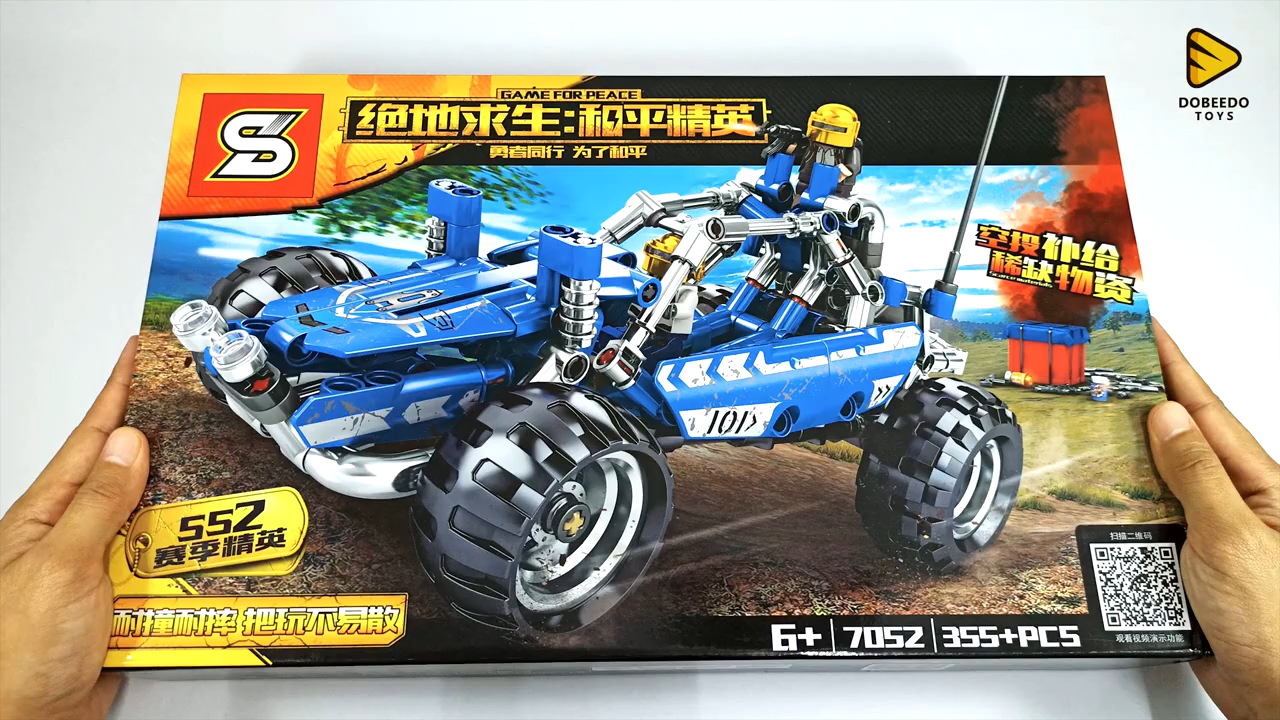 DOBEEDO
TOYS
S
GAME FOR PEACE
绝地求生:和平精英
勇者同行 为了和平
空投补给
稀缺物资
101
SS2
赛季精英
耐撞耐摔 把玩不易散
6+ | 7052 | 355+PCS
扫描二维码
观看视频演示功能